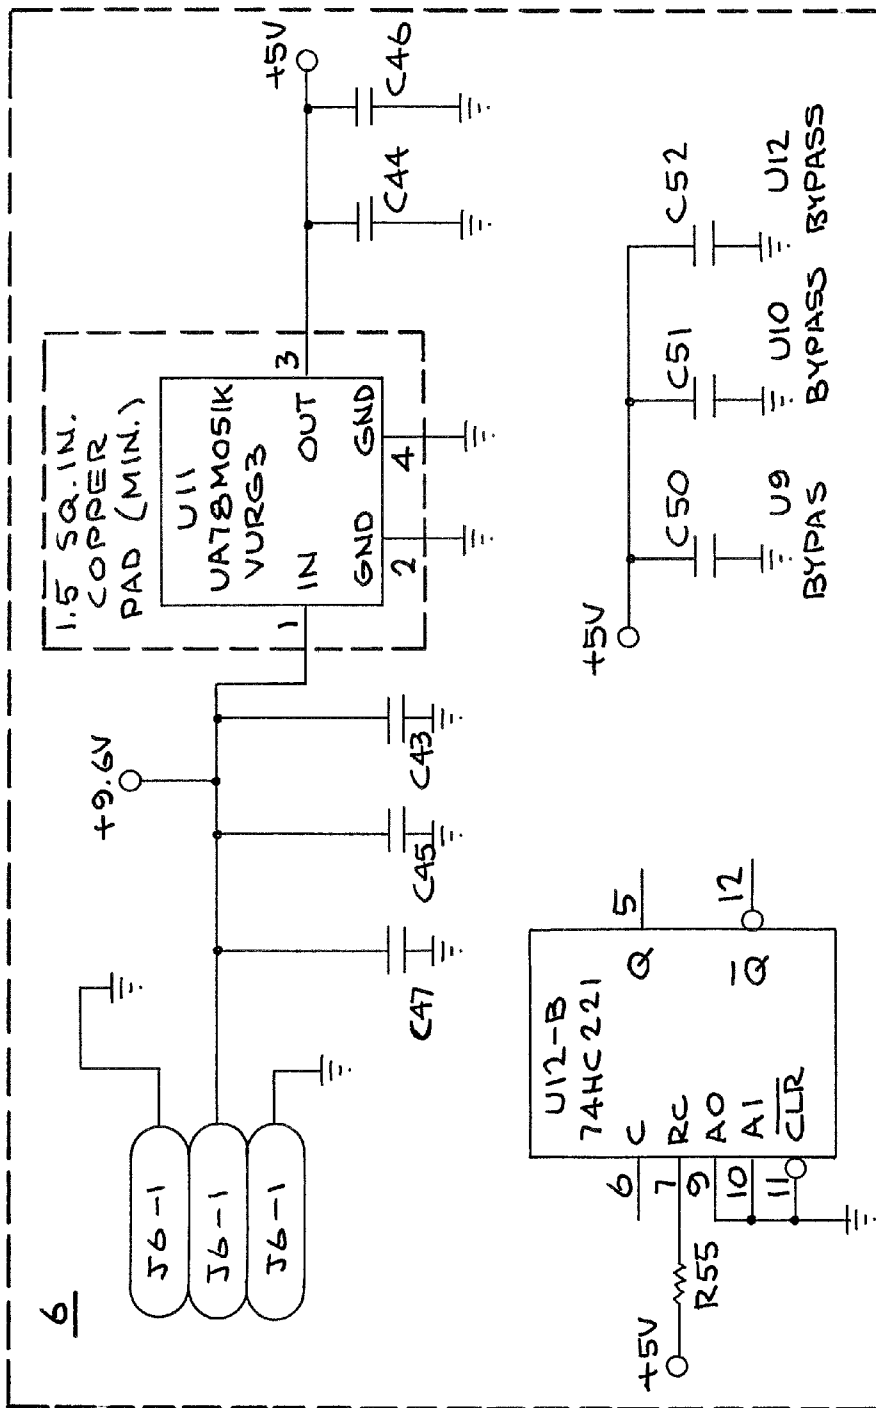 6
J6-1
J6-1
J6-1
+9.6V
C47
C45
C43
1.5 SQ.IN.
COPPER
PAD (MIN.)
U11
UA78M051K
VURG3
IN
OUT
GND
GND
1
2
4
3
+5V
C44
C46
U12-B
74HC221
C
RC
A0
A1
CLR
Q
Q
6
7
9
10
11
5
12
+5V
R55
+5V
C50
C51
C52
U9
BYPAS
U10
BYPASS
U12
BYPASS